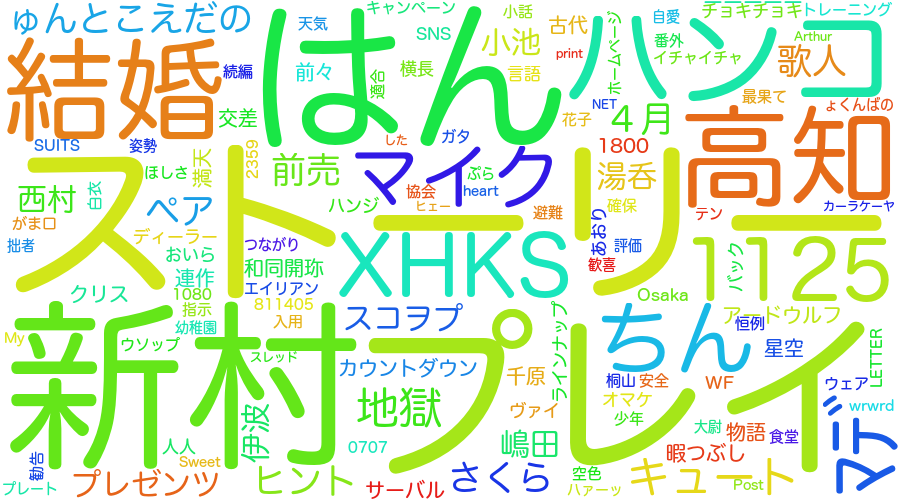 ゅんとこえだの
天気
キャンペーン
小話
古代
自愛
チョキチョキ
トレーニング
結婚
はん
SNS
小池
ハンコ
ホームページ
番外
Arthur
続編
前々
適合
横長
言語
print
イチャイチャ
歌人
交差
NET
最果て
SUITS
姿勢
満天
2359
した
ガタ
花子
4月
ょくんぱの
ほしさ
前売
マイク
ぷら
1800
高知
西村
白衣
ストーリー
ハンジ
協会
heart
湯呑
ヒェー
確保
がま口
ペア
避難
テン
カーラケーヤ
拙者
ディーラー
つながり
XHKS
あおり
評価
1125
おいら
和同開珎
歓喜
バック
連作
エイリアン
クリス
1080
811405
Osaka
指示
新村
プレイ
幼稚園
入用
スコヲプ
ラインナップ
ちん
アードウルフ
恒例
My
ウソップ
スレッド
カウントダウン
星空
LETTER
伊波
地獄
千原
桐山
安全
WF
ウェア
オマケ
ヴァイ
少年
wrwrd
人人
0707
嶋田
大尉
物語
食堂
マデ
勧告
Sweet
暇つぶし
プレート
プレゼンツ
ヒント
サーバル
さくら
空色
ハァーッ
キュート
Post